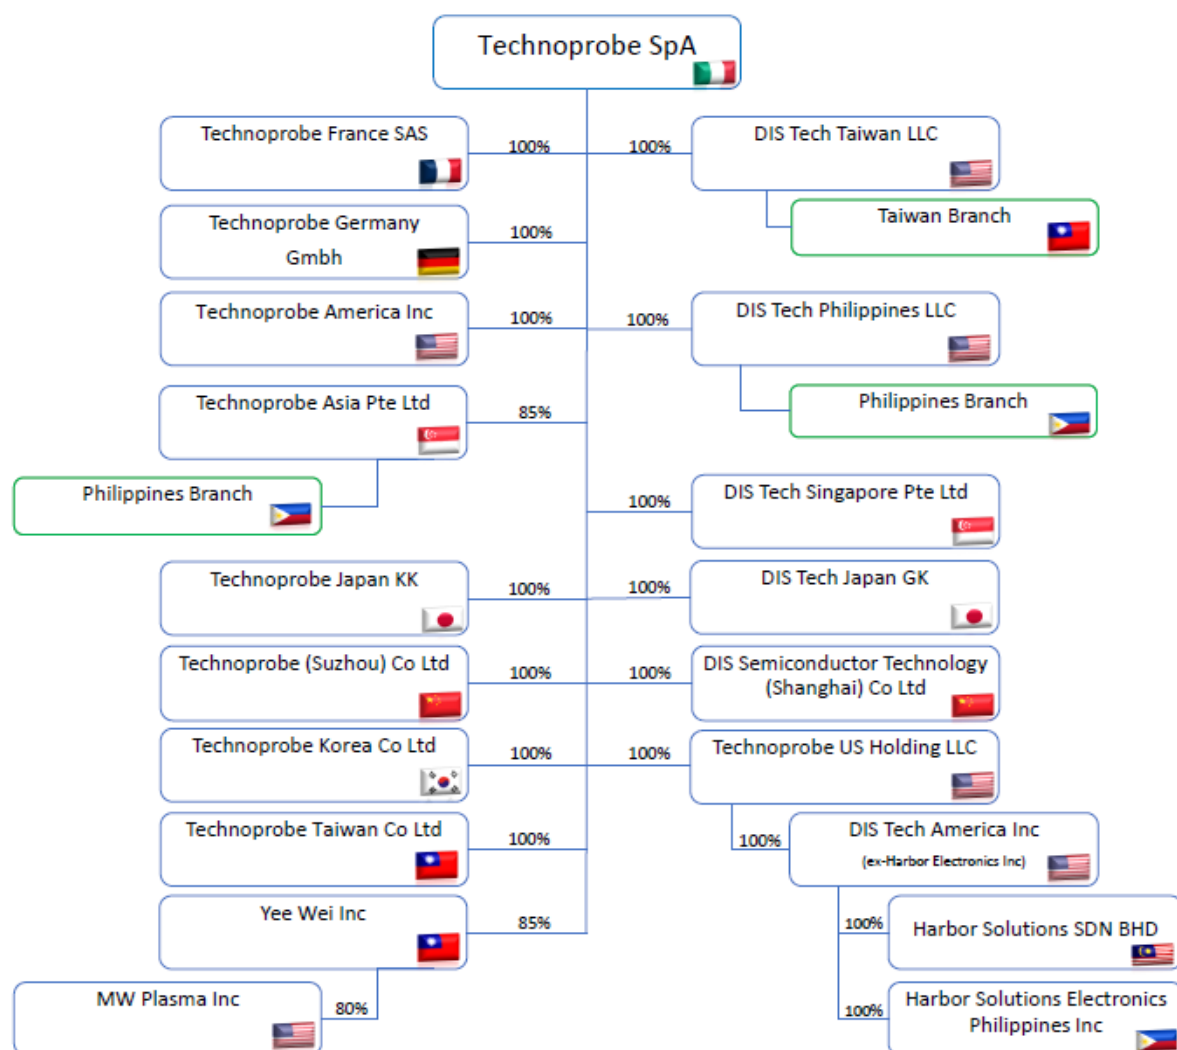 Technoprobe SpA
Technoprobe France SAS
100%
100%
DIS Tech Taiwan LLC
Taiwan Branch
Technoprobe Germany
Gmbh
100%
Technoprobe America Inc
100%
100%
DIS Tech Philippines LLC
Philippines Branch
Technoprobe Asia Pte Ltd
85%
Philippines Branch
100%
DIS Tech Singapore Pte Ltd
Technoprobe Japan KK
100%
100%
DIS Tech Japan GK
Technoprobe (Suzhou) Co Ltd
100%
100%
DIS Semiconductor Technology
(Shanghai) Co Ltd
Technoprobe Korea Co Ltd
100%
100%
Technoprobe US Holding LLC
Technoprobe Taiwan Co Ltd
100%
100%
DIS Tech America Inc
(ex-Harbor Electronics Inc)
Yee Wei Inc
85%
100%
Harbor Solutions SDN BHD
MW Plasma Inc
80%
100%
Harbor Solutions Electronics
Philippines Inc